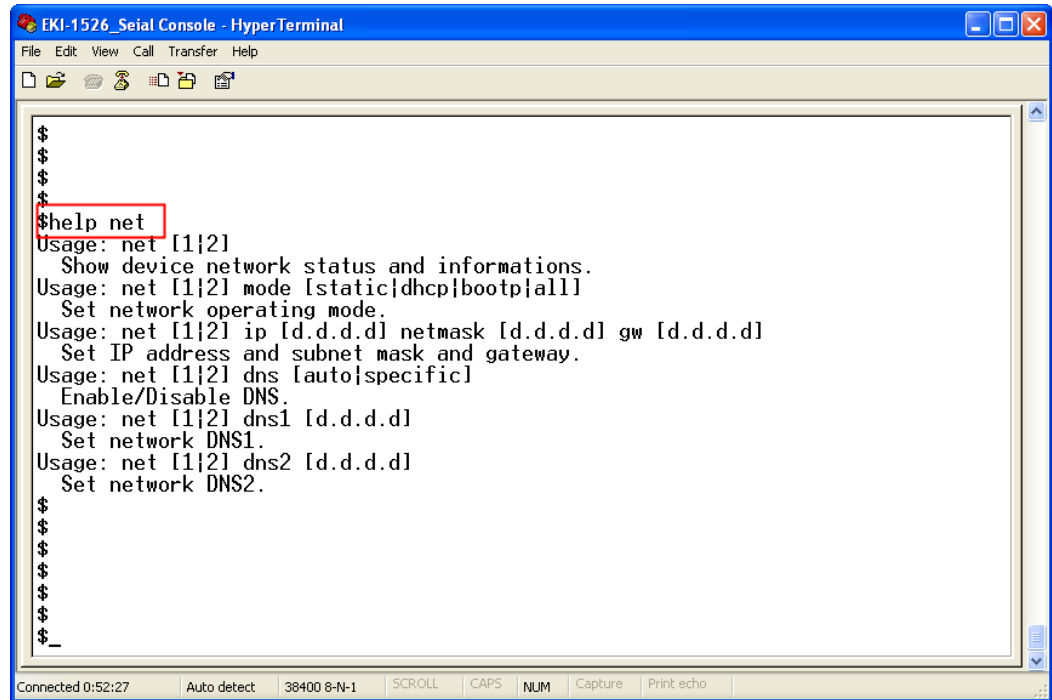 EKI-1526_Seial Console - HyperTerminal
File Edit View Call Transfer Help
$
$
$
$
$help net
Usage: net [1|2]
Show device network status and informations.
Usage: net [1|2] mode [static|dhcp|bootp|all]
Set network operating mode.
Usage: net [1|2] ip [d.d.d.d] netmask [d.d.d.d] gw [d.d.d.d]
Set IP address and subnet mask and gateway.
Usage: net [1|2] dns [auto|specific]
Enable/Disable DNS.
Usage: net [1|2] dns1 [d.d.d.d]
Set network DNS1.
Usage: net [1|2] dns2 [d.d.d.d]
Set network DNS2.
$
$
$
$
$
$
$_
Connected 0:52:27 Auto detect 38400 8-N-1 SCROLL CAPS NUM Capture Print echo